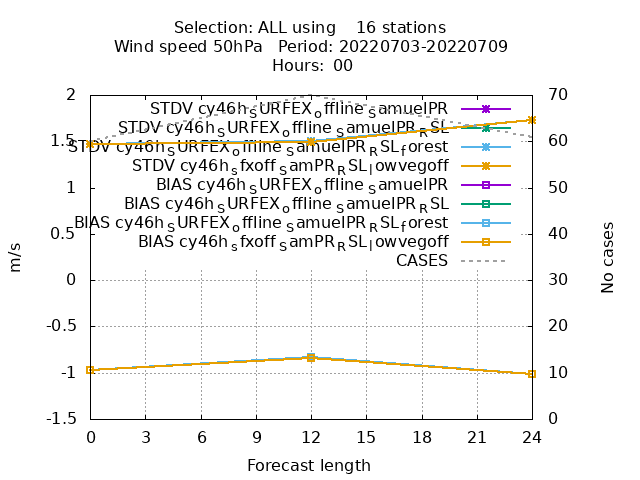 Selection: ALL using    16 stations
Wind speed 50hPa   Period: 20220703-20220709
Hours:  00
2
1.5
1
0.5
0
-0.5
-1
-1.5
m/s
STDV cy46h_SURFEX_offline_SamuelPR
STDV cy46h_SURFEX_offline_SamuelPR_RSL
STDV cy46h_SURFEX_offline_SamuelPR_RSL_forest
STDV cy46h_sfxoff_SamPR_RSL_lowvegoff
BIAS cy46h_SURFEX_offline_SamuelPR
BIAS cy46h_SURFEX_offline_SamuelPR_RSL
BIAS cy46h_SURFEX_offline_SamuelPR_RSL_forest
BIAS cy46h_sfxoff_SamPR_RSL_lowvegoff
CASES
70
60
50
40
30
20
10
0
No cases
0 3 6 9 12 15 18 21 24
Forecast length